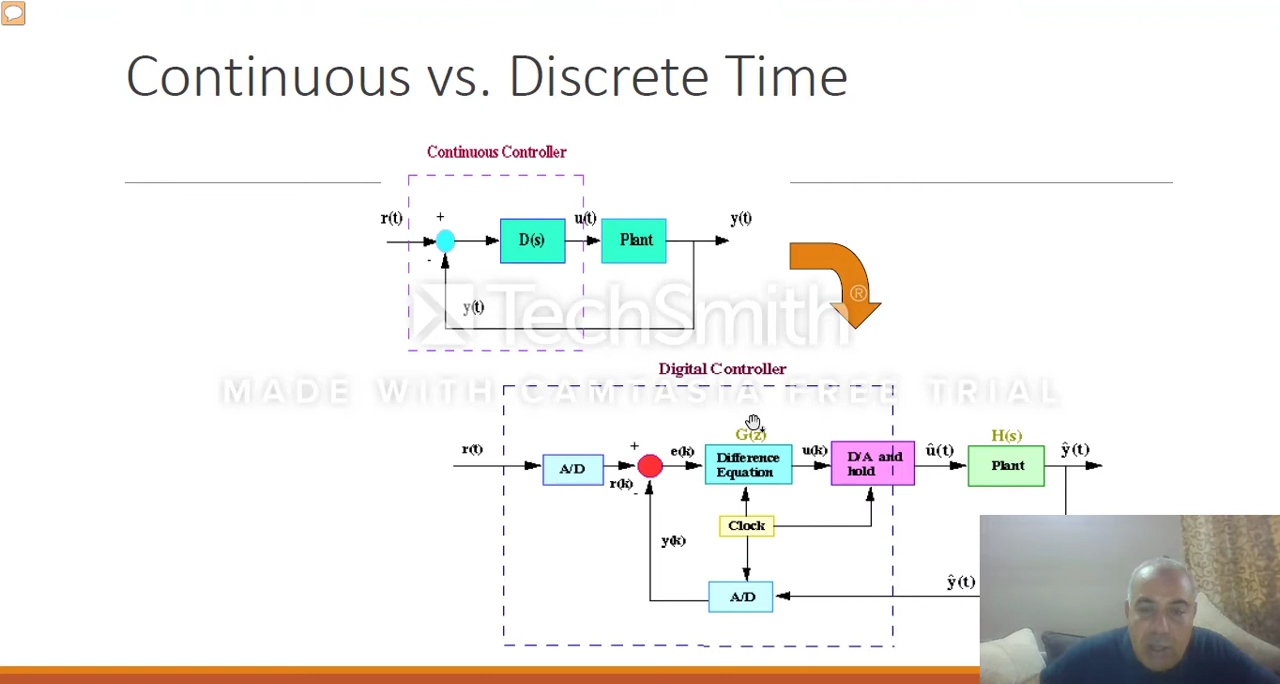 Continuous vs. Discrete Time
Continuous Controller
r(t)
+
D(s)
u(t)
Plant
y(t)
-
y(t)
TechSmith®
MADE WITH CAMTASIA FREE TRIAL
Digital Controller
r(t)
A/D
r(k)
+
-
e(k)
G(z)
Difference
Equation
u(k)
D/A and
hold
û(t)
H(s)
Plant
ŷ(t)
Clock
y(k)
A/D
ŷ(t)